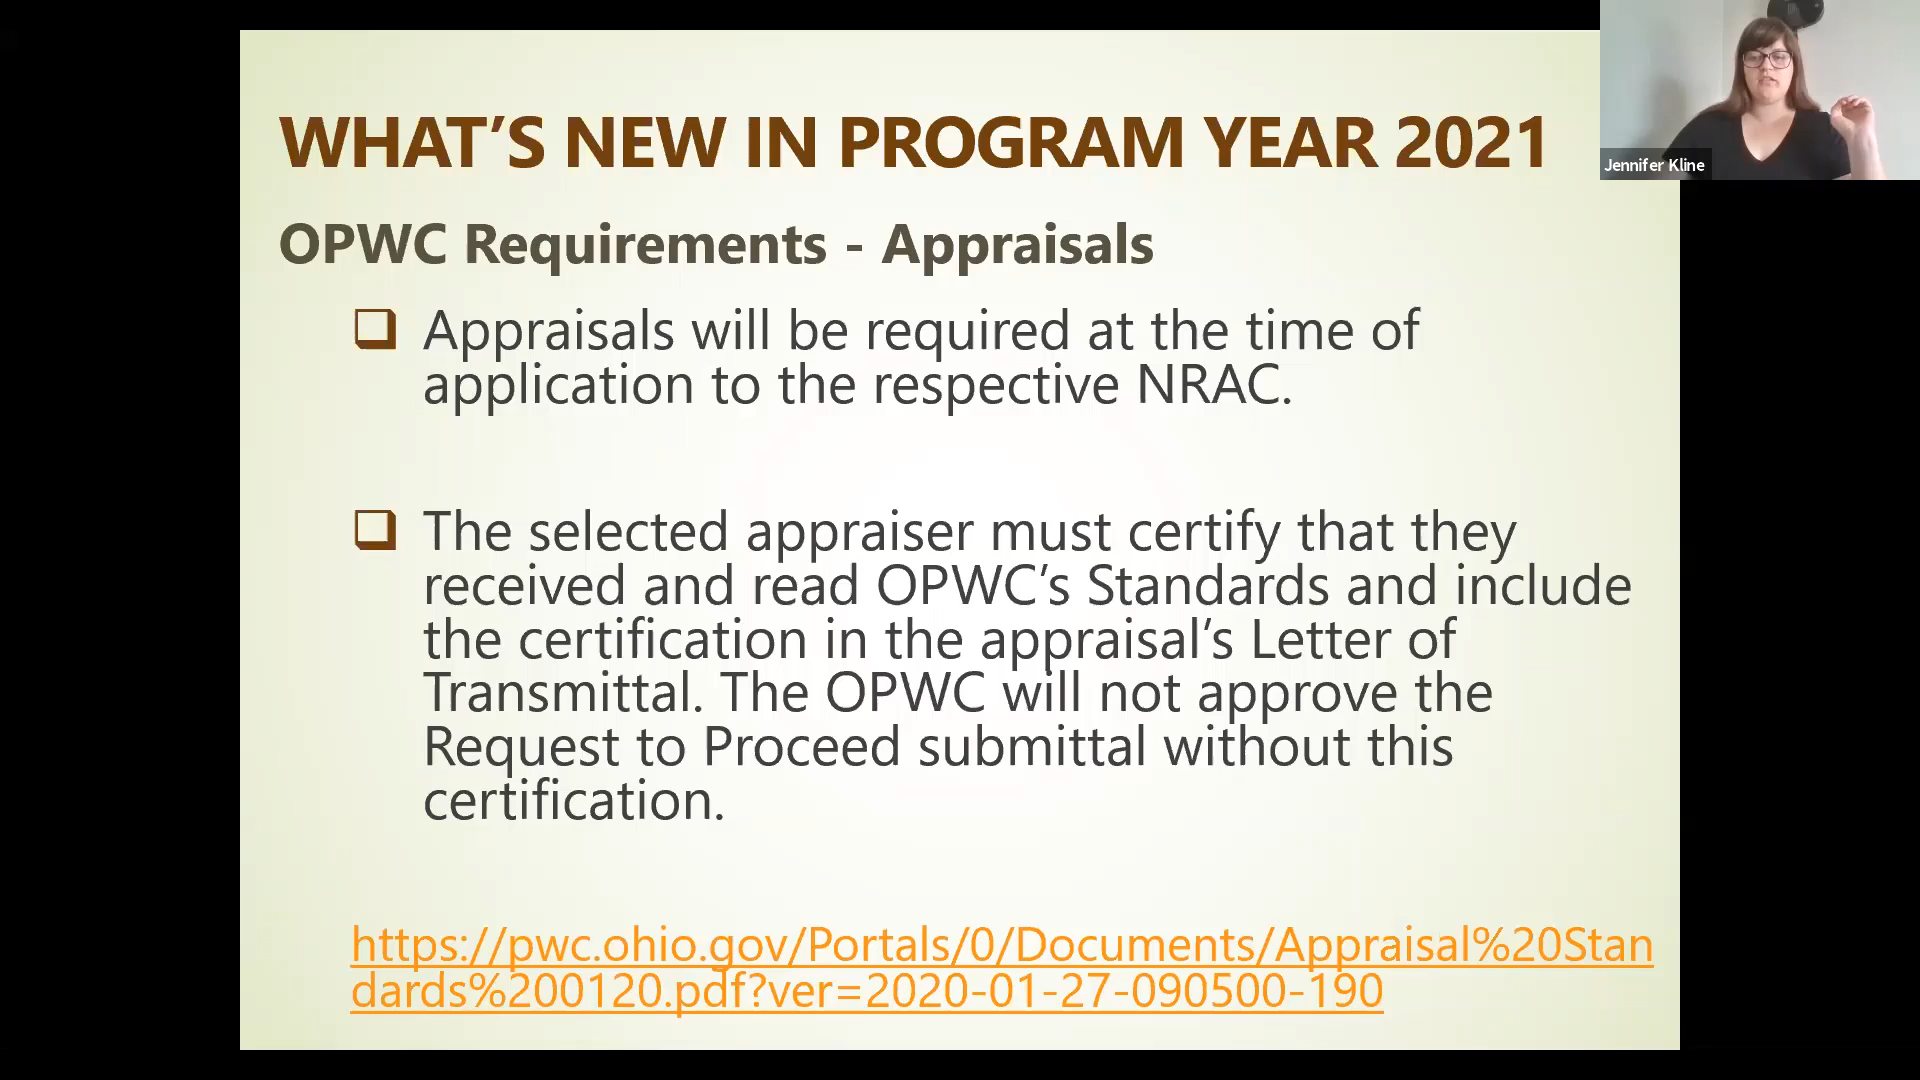 WHAT’S NEW IN PROGRAM YEAR 2021
Jennifer Kline
OPWC Requirements - Appraisals
Appraisals will be required at the time of
application to the respective NRAC.
The selected appraiser must certify that they
received and read OPWC’s Standards and include
the certification in the appraisal’s Letter of
Transmittal. The OPWC will not approve the
Request to Proceed submittal without this
certification.
https://pwc.ohio.gov/Portals/0/Documents/Appraisal%20Stan
dards%200120.pdf?ver=2020-01-27-090500-190